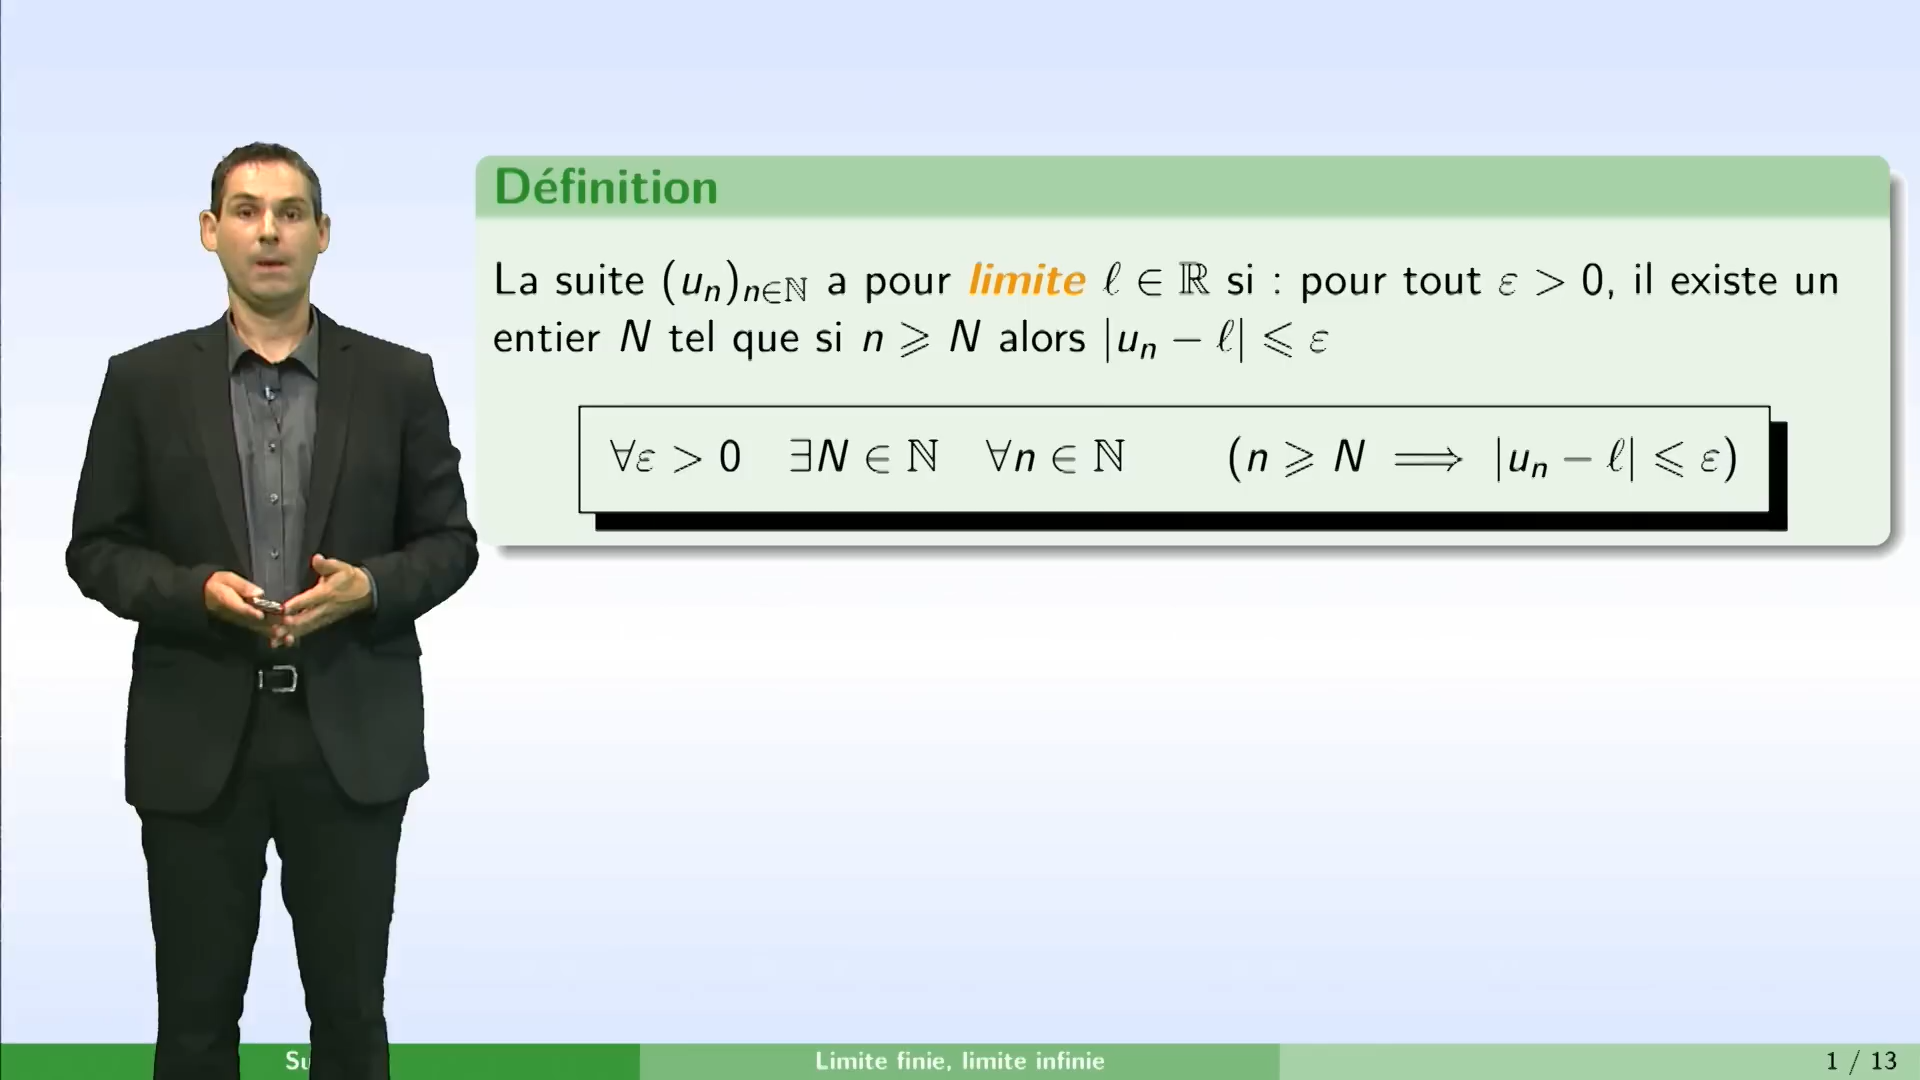 Définition
La suite (uₙ)ₙ∈ℕ a pour limite ℓ ∈ ℝ si : pour tout ε > 0, il existe un
entier N tel que si n ⩾ N alors |uₙ − ℓ| ⩽ ε
∀ε > 0 ∃N ∈ ℕ ∀n ∈ ℕ (n ⩾ N ⟹ |uₙ − ℓ| ⩽ ε)
Limite finie, limite infinie
1 / 13